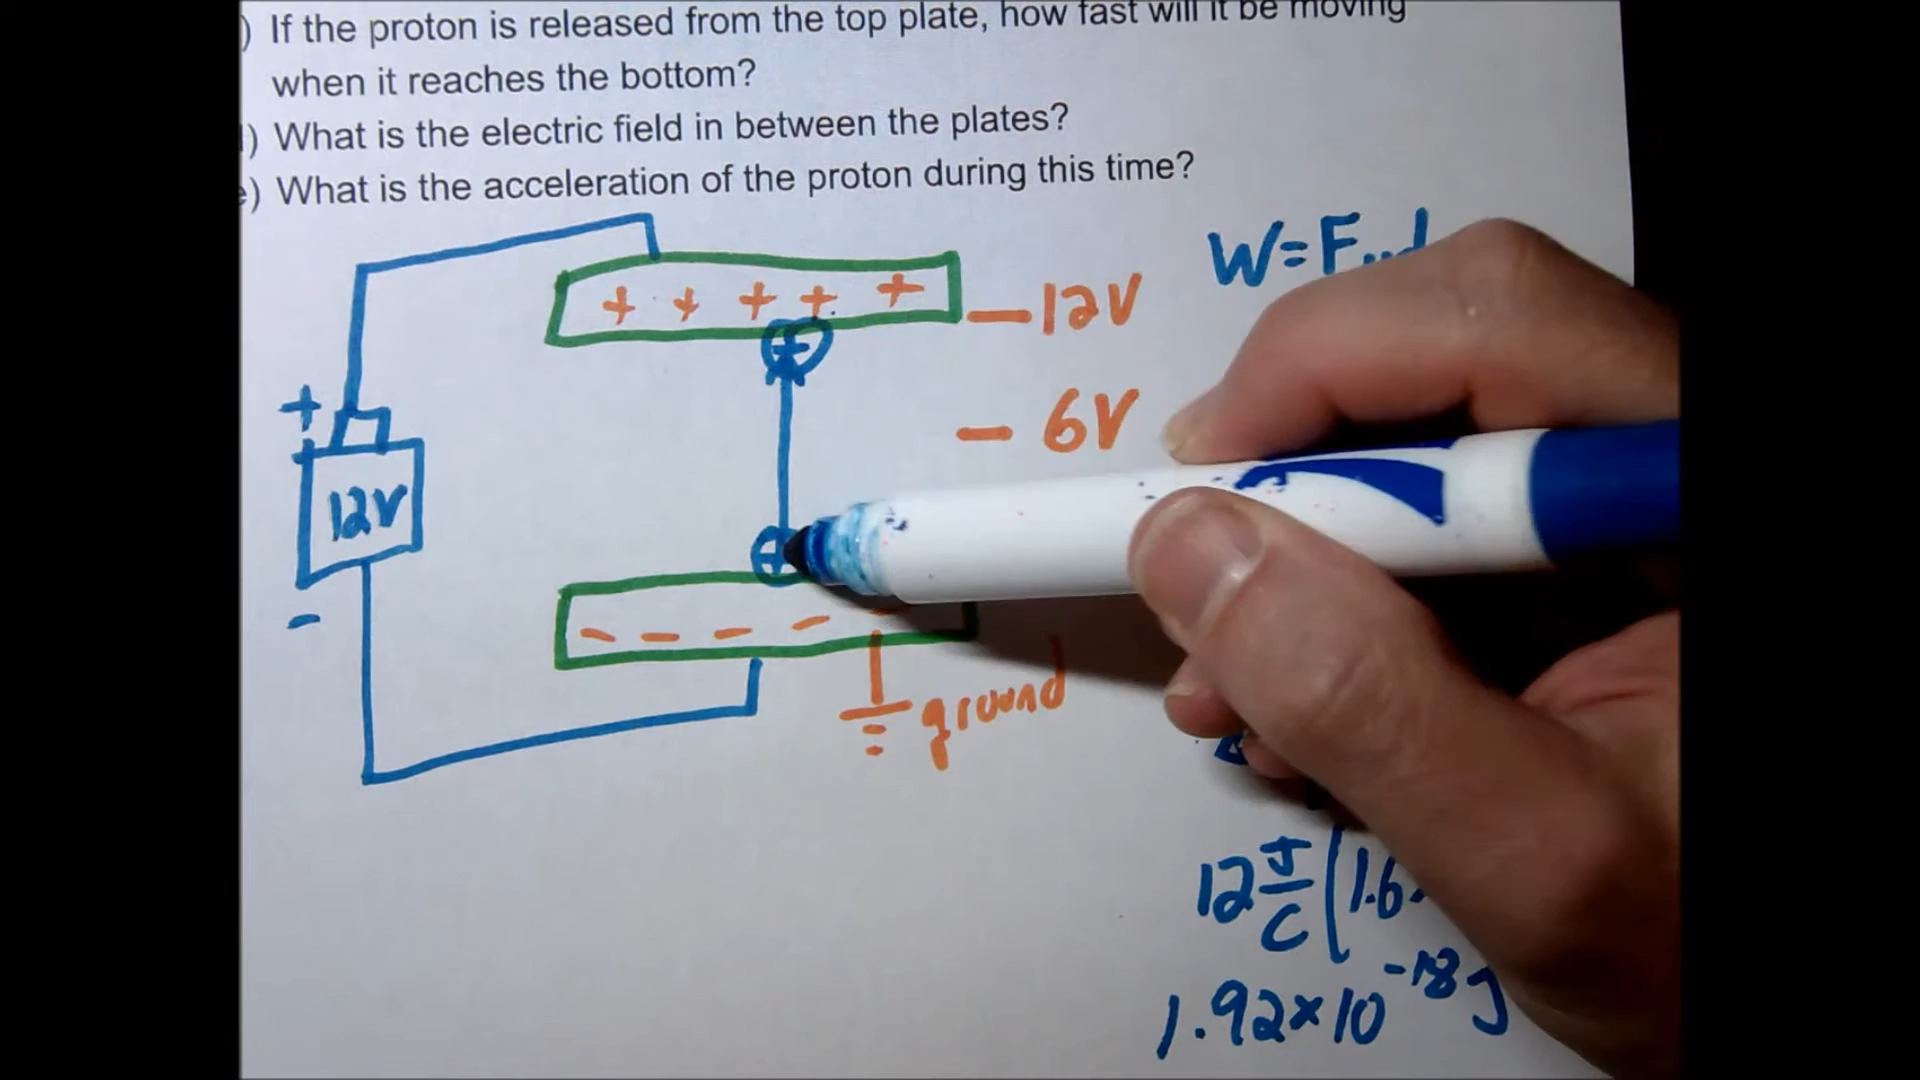 ) If the proton is released from the top plate, how fast will it be moving
when it reaches the bottom?
) What is the electric field in between the plates?
e) What is the acceleration of the proton during this time?
W=F
+ + + + +
- 12V
+
+
- 6V
12V
+
-
- - - -
ground
12 J/C (1.6
1.92×10⁻¹⁸J